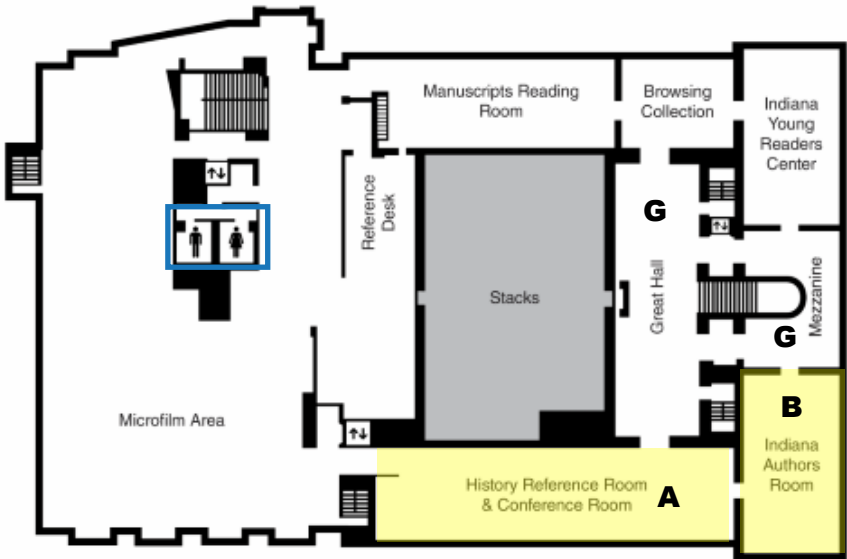 Manuscripts Reading
Room
Browsing
Collection
Indiana
Young
Readers
Center
Reference
Desk
G
Stacks
Great Hall
Mezzanine
G
Microfilm Area
B
Indiana
Authors
Room
History Reference Room
& Conference Room
A